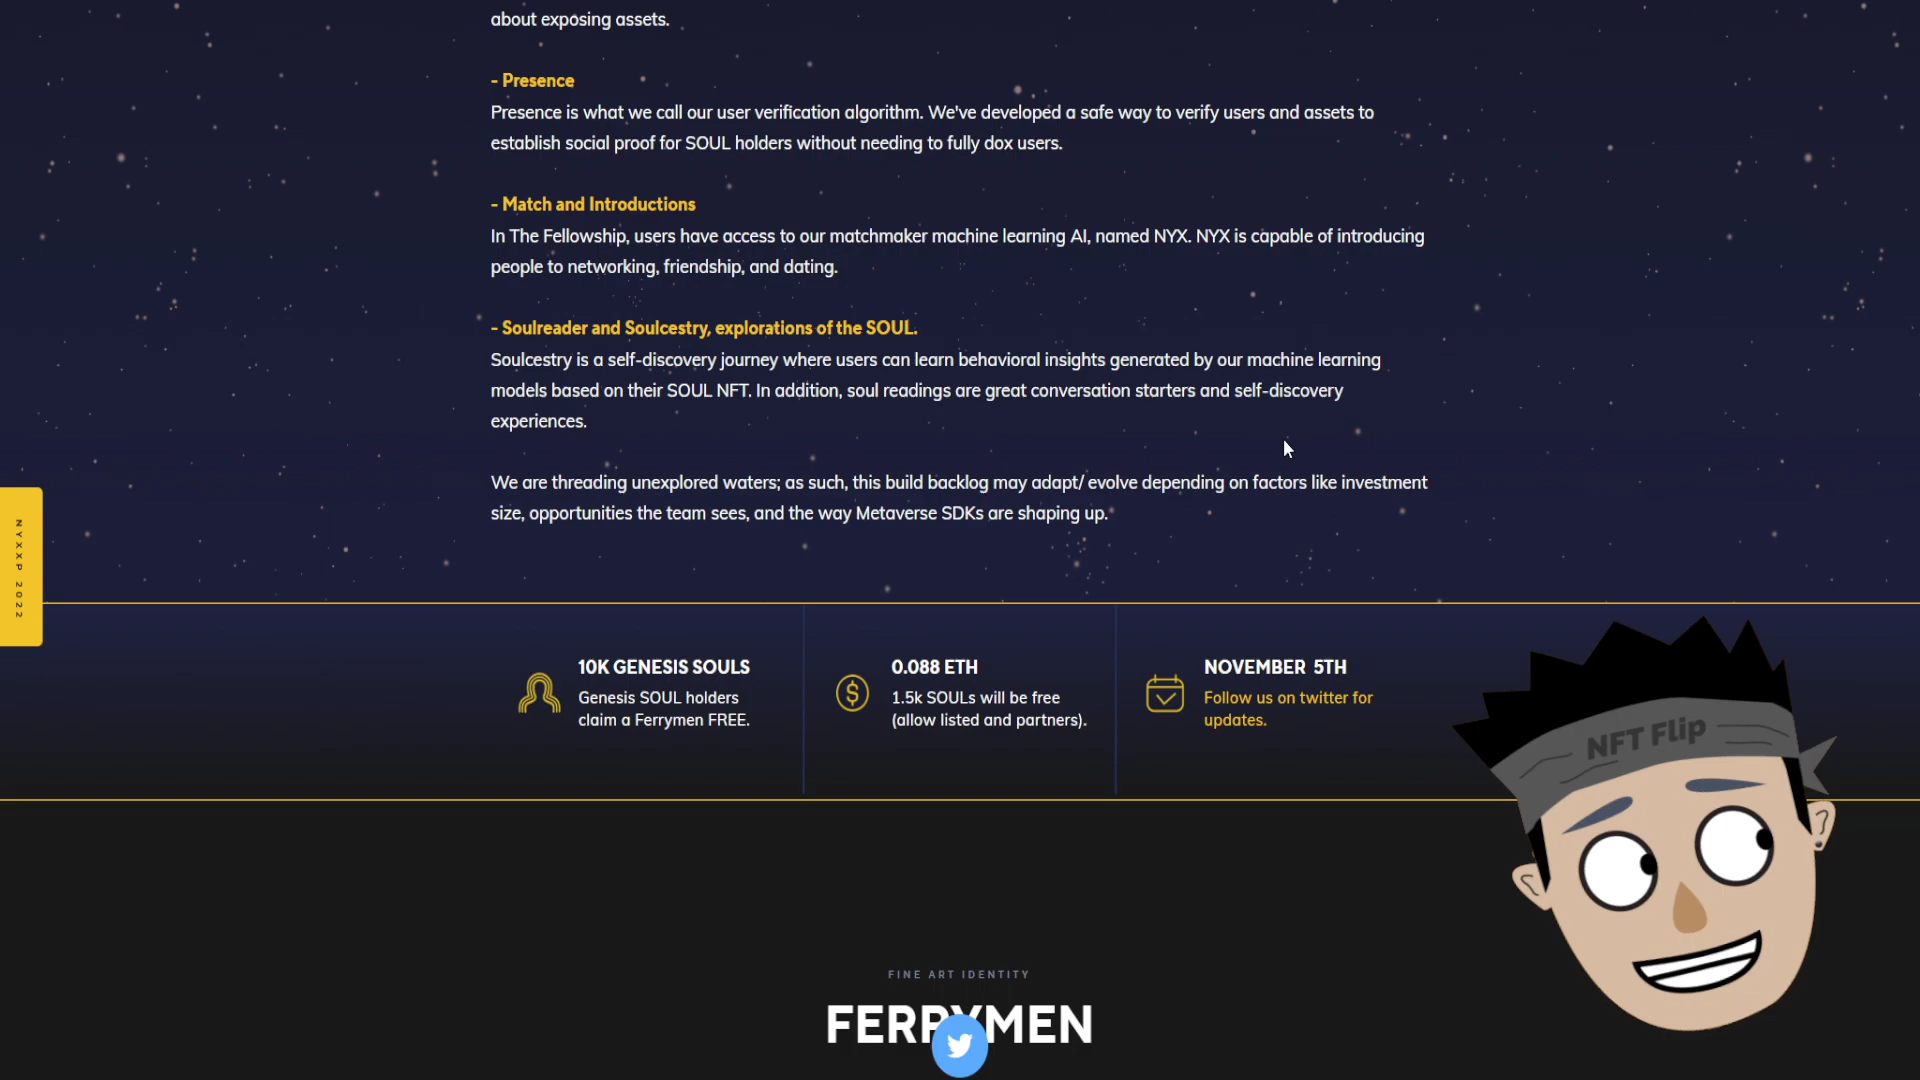 about exposing assets.
- Presence
Presence is what we call our user verification algorithm. We've developed a safe way to verify users and assets to
establish social proof for SOUL holders without needing to fully dox users.
- Match and Introductions
In The Fellowship, users have access to our matchmaker machine learning AI, named NYX. NYX is capable of introducing
people to networking, friendship, and dating.
- Soulreader and Soulcestry, explorations of the SOUL.
Soulcestry is a self-discovery journey where users can learn behavioral insights generated by our machine learning
models based on their SOUL NFT. In addition, soul readings are great conversation starters and self-discovery
experiences.
We are threading unexplored waters; as such, this build backlog may adapt/ evolve depending on factors like investment
size, opportunities the team sees, and the way Metaverse SDKs are shaping up.
NYXXP 2022
10K GENESIS SOULS
Genesis SOUL holders
claim a Ferrymen FREE.
0.088 ETH
1.5k SOULs will be free
(allow listed and partners).
NOVEMBER 5TH
Follow us on twitter for
updates.
NFT Flip
FINE ART IDENTITY
FERRYMEN